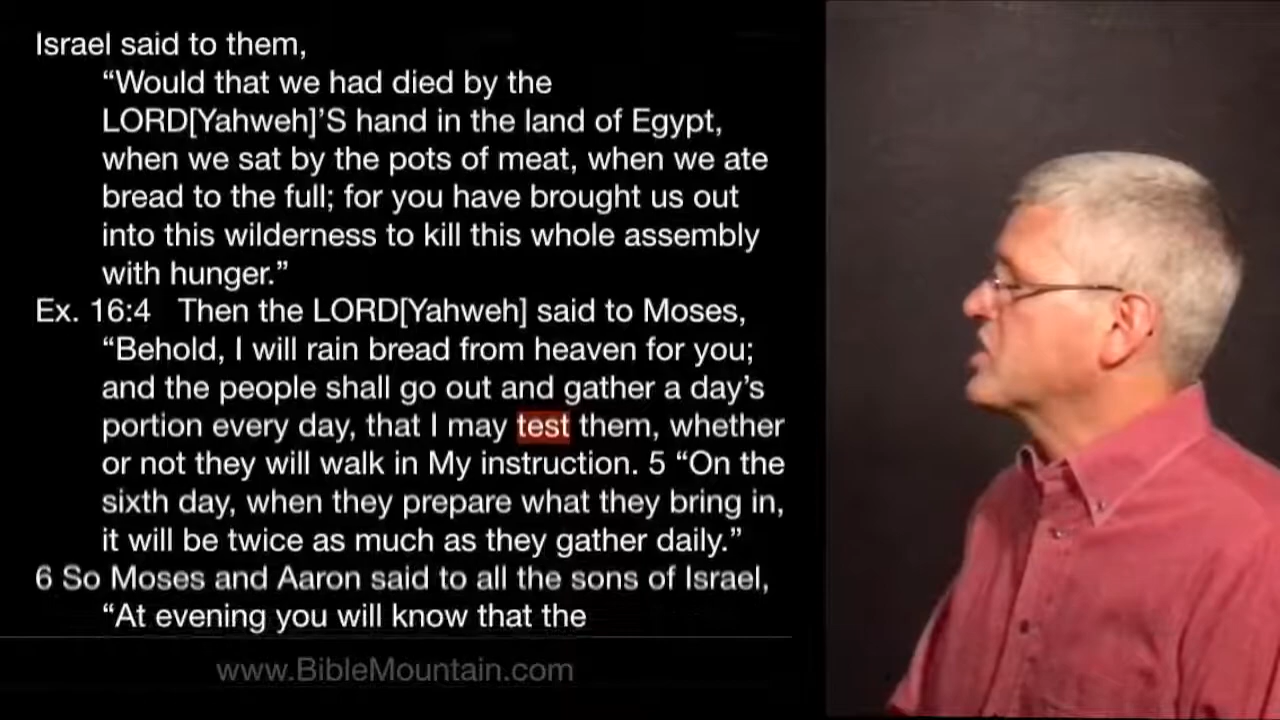 Israel said to them,
“Would that we had died by the
LORD[Yahweh]’S hand in the land of Egypt,
when we sat by the pots of meat, when we ate
bread to the full; for you have brought us out
into this wilderness to kill this whole assembly
with hunger.”
Ex. 16:4 Then the LORD[Yahweh] said to Moses,
“Behold, I will rain bread from heaven for you;
and the people shall go out and gather a day’s
portion every day, that I may test them, whether
or not they will walk in My instruction. 5 “On the
sixth day, when they prepare what they bring in,
it will be twice as much as they gather daily.”
6 So Moses and Aaron said to all the sons of Israel,
“At evening you will know that the
www.BibleMountain.com